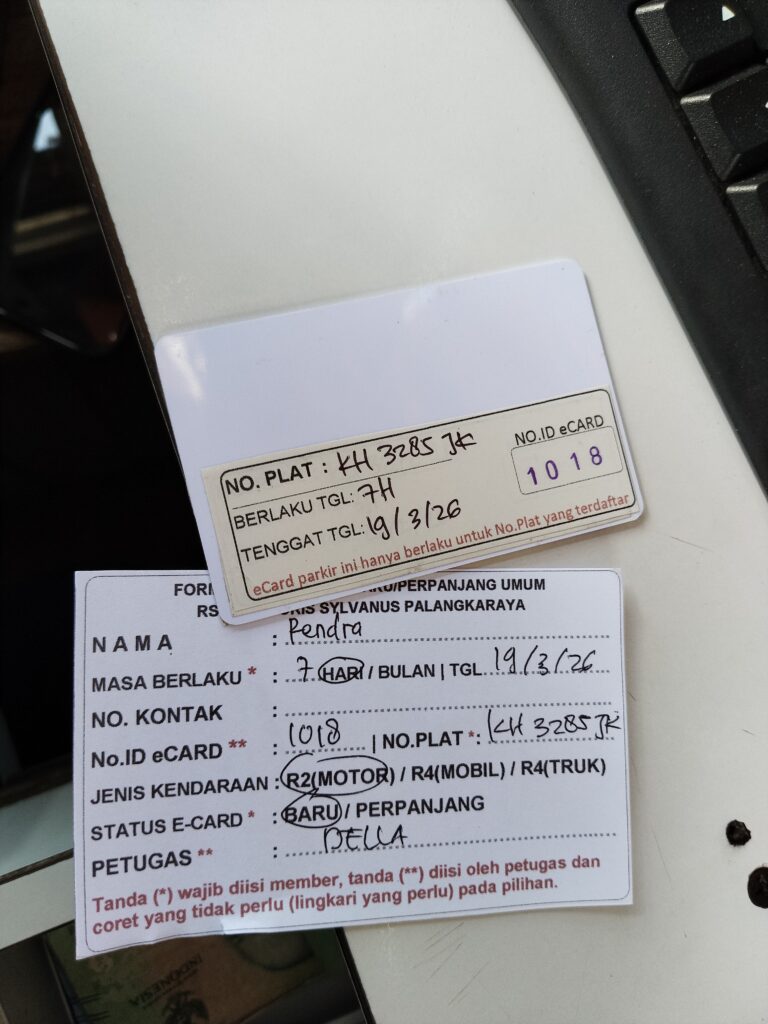 NO. PLAT : KH 3285 JK
NO.ID eCARD
1018
BERLAKU TGL: 7H
TENGGAT TGL: 19/3/26
eCard parkir ini hanya berlaku untuk No.Plat yang terdaftar
FOR /PERPANJANG UMUM
RS SYLVANUS PALANGKARAYA
NAMA : Rendra
MASA BERLAKU * : 7 HARI / BULAN | TGL 19/3/26
NO. KONTAK :
No.ID eCARD ** : 1018 | NO.PLAT *: KH 3285 JK
JENIS KENDARAAN : R2(MOTOR) / R4(MOBIL) / R4(TRUK)
STATUS E-CARD * : BARU / PERPANJANG
PETUGAS ** : DELLA
Tanda (*) wajib diisi member, tanda (**) diisi oleh petugas dan
coret yang tidak perlu (lingkari yang perlu) pada pilihan.
INDONESIA